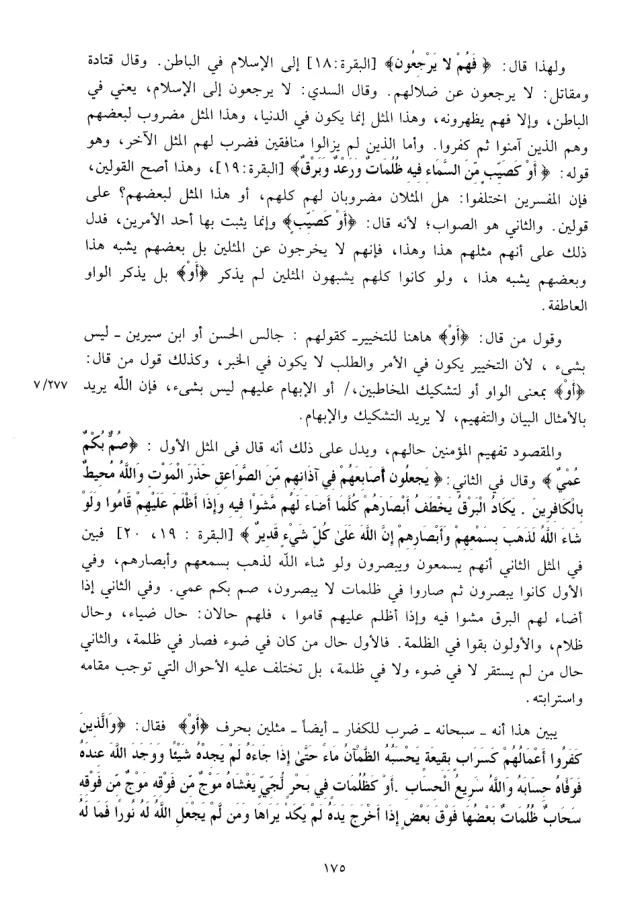 ولهذا قال: ﴿ فَهُمْ لا يَرْجِعُون﴾ [البقرة:١٨] إلى الإسلام في الباطن. وقال قتادة
ومقاتل: لا يرجعون عن ضلالهم. وقال السدي: لا يرجعون إلى الإسلام، يعني في
الباطن، وإلا فهم يظهرونه، وهذا المثل إنما يكون في الدنيا، وهذا المثل مضروب لبعضهم
وهم الذين آمنوا ثم كفروا. وأما الذين لم يزالوا منافقين فضرب لهم المثل الآخر، وهو
قوله: ﴿ أَوْ كَصَيِّبٍ مِّنَ السَّمَاءِ فِيه ظُلُمَاتٌ وَرَعْدٌ وَبَرْقٌ﴾ [البقرة:١٩]، وهذا أصح القولين،
فإن المفسرين اختلفوا: هل المثلان مضروبان لهم كلهم، أو هذا المثل لبعضهم؟ على
قولين. والثاني هو الصواب؛ لأنه قال: ﴿أَوْ كَصَيِّبٍ﴾ وإنما يثبت بها أحد الأمرين، فدل
ذلك على أنهم مثلهم هذا وهذا، فإنهم لا يخرجون عن المثلين بل بعضهم يشبه هذا
وبعضهم يشبه هذا ، ولو كانوا كلهم يشبهون المثلين لم يذكر ﴿أَوْ﴾ بل يذكر الواو
العاطفة.
وقول من قال: ﴿أَوْ﴾ هاهنا للتخيير_ كقولهم : جالس الحسن أو ابن سيرين _ ليس
بشىء ، لأن التخيير يكون في الأمر والطلب لا يكون في الخبر، وكذلك قول من قال:
﴿أَوْ﴾ بمعنى الواو أو لتشكيك المخاطبين،/ أو الإبهام عليهم ليس بشىء، فإن الله يريد
٧/٢٧٧
بالأمثال البيان والتفهيم، لا يريد التشكيك والإبهام.
والمقصود تفهيم المؤمنين حالهم، ويدل على ذلك أنه قال فى المثل الأول : ﴿صُمٌّ بُكْمٌ
عُمْيٌ﴾ وقال في الثاني:﴿ يَجعلون أَصَابعَهُمْ فِي آذَانِهِم مِّنَ الصَّوَاعِقِ حَذَرَ الْمَوْتِ وَاللَّهُ مُحيطٌ
بِالْكَافِرِينَ . يَكَادُ الْبَرْقُ يَخْطَفُ أَبْصَارَهُمْ كُلَّمَا أَضَاءَ لَهُم مَّشَوْا فِيهِ وَإِذَا أَظْلَمَ عَلَيْهِمْ قَامُوا وَلَوْ
شَاءَ اللَّهُ لَذَهَبَ بِسَمْعِهِمْ وَأَبْصَارِهِمْ إِنَّ اللَّهَ عَلَىٰ كُلِّ شَيْءٍ قَدِيرٌ ﴾ [البقرة : ١٩، ٢٠] فبين
في المثل الثاني أنهم يسمعون ويبصرون ولو شاء الله لذهب بسمعهم وأبصارهم، وفي
الأول كانوا يبصرون ثم صاروا في ظلمات لا يبصرون، صم بكم عمي. وفي الثاني إذا
أضاء لهم البرق مشوا فيه وإذا أظلم عليهم قاموا ، فلهم حالان: حال ضياء، وحال
ظلام، والأولون بقوا في الظلمة. فالأول حال من كان في ضوء فصار في ظلمة، والثاني
حال من لم يستقر لا في ضوء ولا في ظلمة، بل تختلف عليه الأحوال التي توجب مقامه
واسترابته.
يبين هذا أنه _ سبحانه _ ضرب للكفار _ أيضاً _ مثلين بحرف ﴿أَوْ﴾ فقال: ﴿وَالَّذِينَ
كَفَرُوا أَعْمَالُهُمْ كَسَرَابٍ بِقِيعَةٍ يَحْسَبُهُ الظَّمْآنُ مَاءً حَتَّىٰ إِذَا جَاءَهُ لَمْ يَجِدْهُ شَيْئًا وَوَجَدَ اللَّهَ عِندَهُ
فَوَفَّاهُ حِسَابَهُ وَاللَّهُ سَرِيعُ الْحِسَابِ . أَوْ كَظُلُمَاتٍ فِي بَحْرٍ لُّجِّيٍّ يَغْشَاهُ مَوْجٌ مِّن فَوْقِهِ مَوْجٌ مِّن فَوْقِهِ
سَحَابٌ ظُلُمَاتٌ بَعْضُهَا فَوْقَ بَعْضٍ إِذَا أَخْرَجَ يَدَهُ لَمْ يَكَدْ يَرَاهَا وَمَن لَّمْ يَجْعَلِ اللَّهُ لَهُ نُورًا فَمَا لَهُ
١٧٥